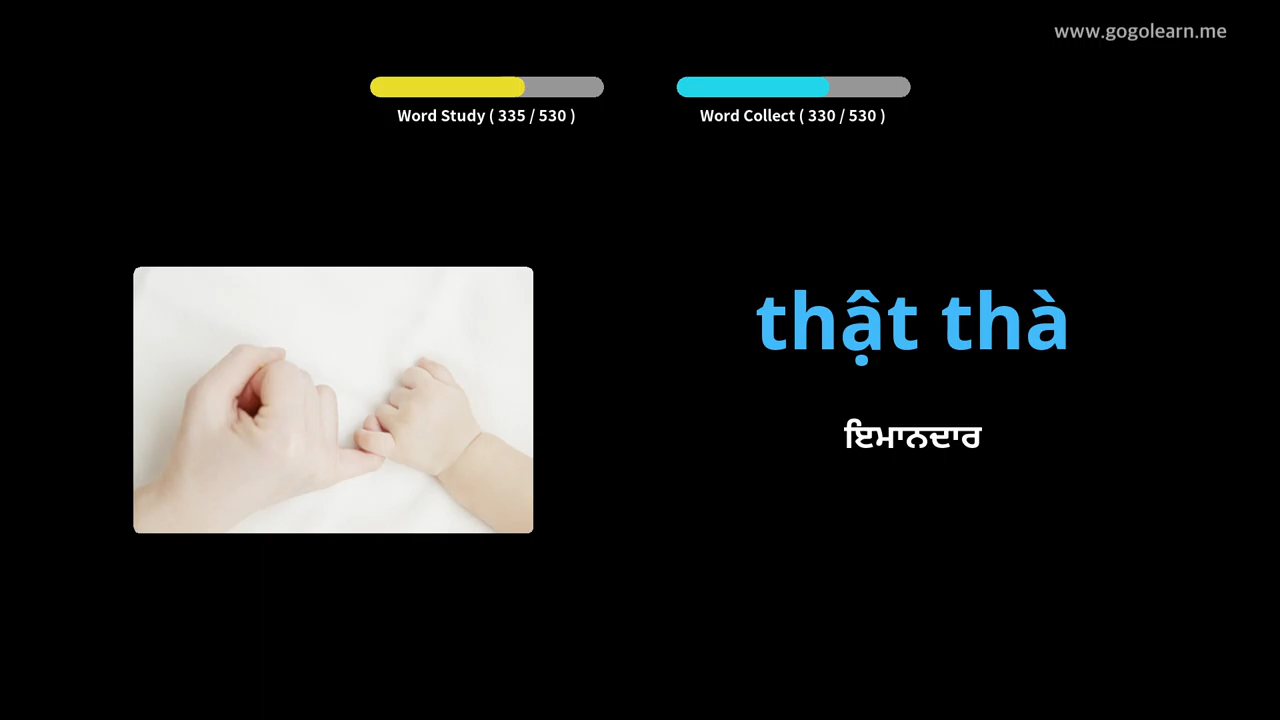 www.gogolearn.me
Word Study ( 335 / 530 )
Word Collect ( 330 / 530 )
thật thà
ਇਮਾਨਦਾਰ